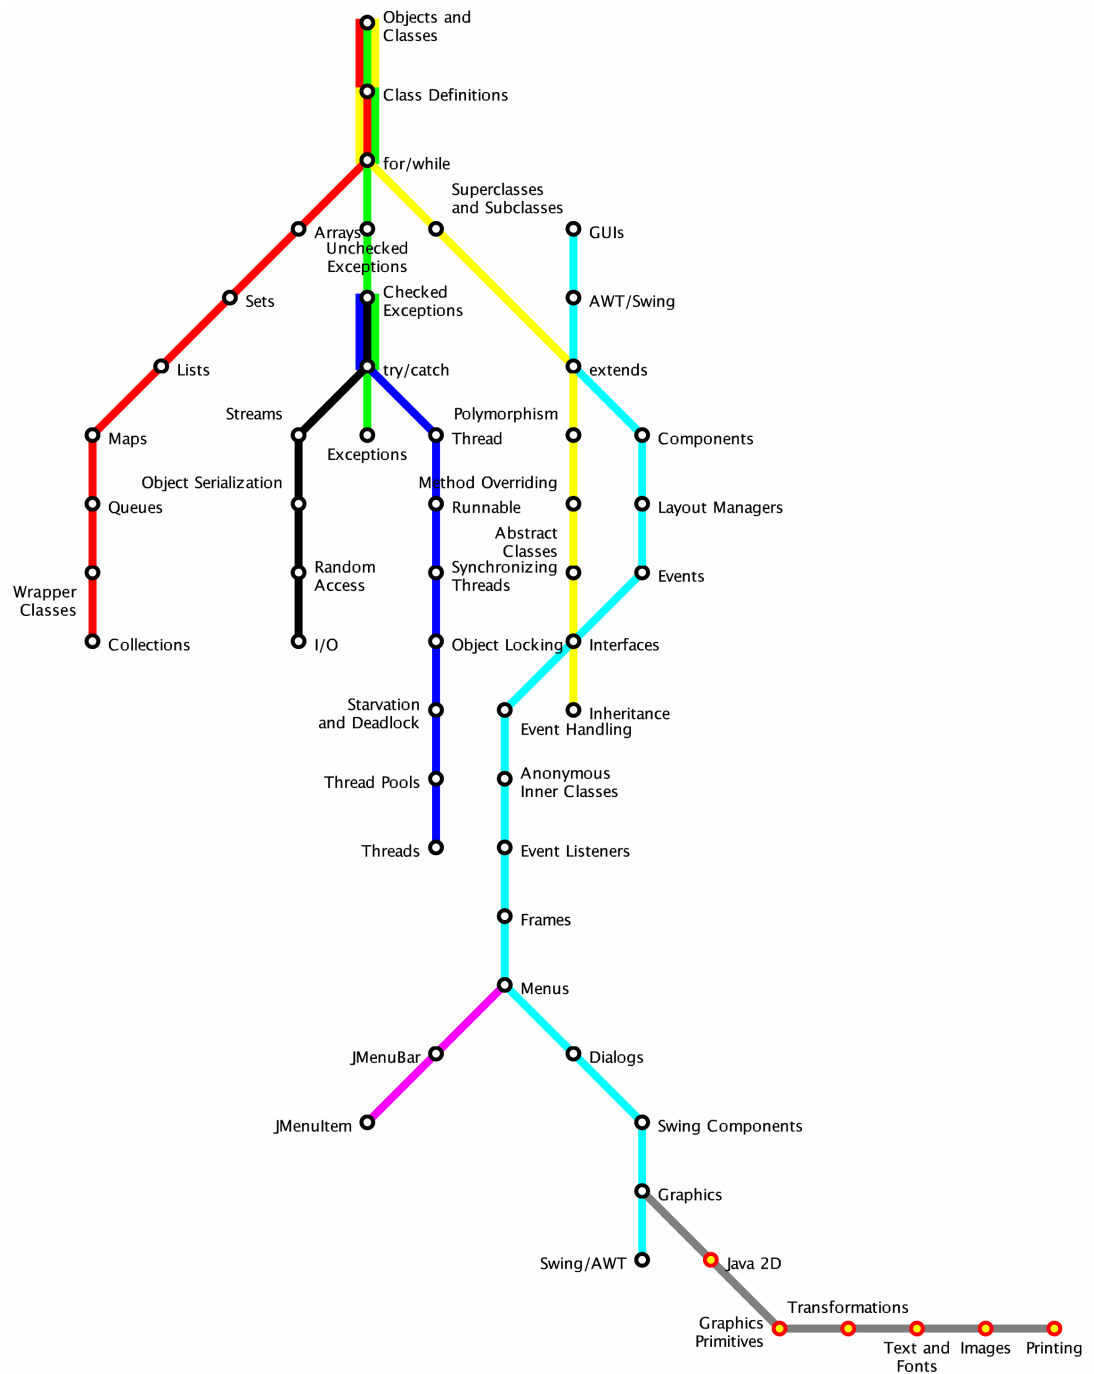 Objects and
Classes
Class Definitions
for/while
Superclasses
and Subclasses
Arrays
GUIs
Unchecked
Exceptions
Checked
Exceptions
Sets
AWT/Swing
Lists
try/catch
extends
Streams
Polymorphism
Maps
Thread
Components
Exceptions
Object Serialization
Method Overriding
Queues
Runnable
Layout Managers
Abstract
Classes
Random
Access
Synchronizing
Threads
Events
Wrapper
Classes
Collections
I/O
Object Locking
Interfaces
Starvation
and Deadlock
Inheritance
Event Handling
Anonymous
Inner Classes
Thread Pools
Threads
Event Listeners
Frames
Menus
JMenuBar
Dialogs
JMenuItem
Swing Components
Graphics
Swing/AWT
Java 2D
Transformations
Graphics
Primitives
Text and
Fonts
Images
Printing